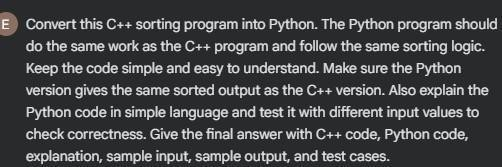 E
Convert this C++ sorting program into Python. The Python program should
do the same work as the C++ program and follow the same sorting logic.
Keep the code simple and easy to understand. Make sure the Python
version gives the same sorted output as the C++ version. Also explain the
Python code in simple language and test it with different input values to
check correctness. Give the final answer with C++ code, Python code,
explanation, sample input, sample output, and test cases.